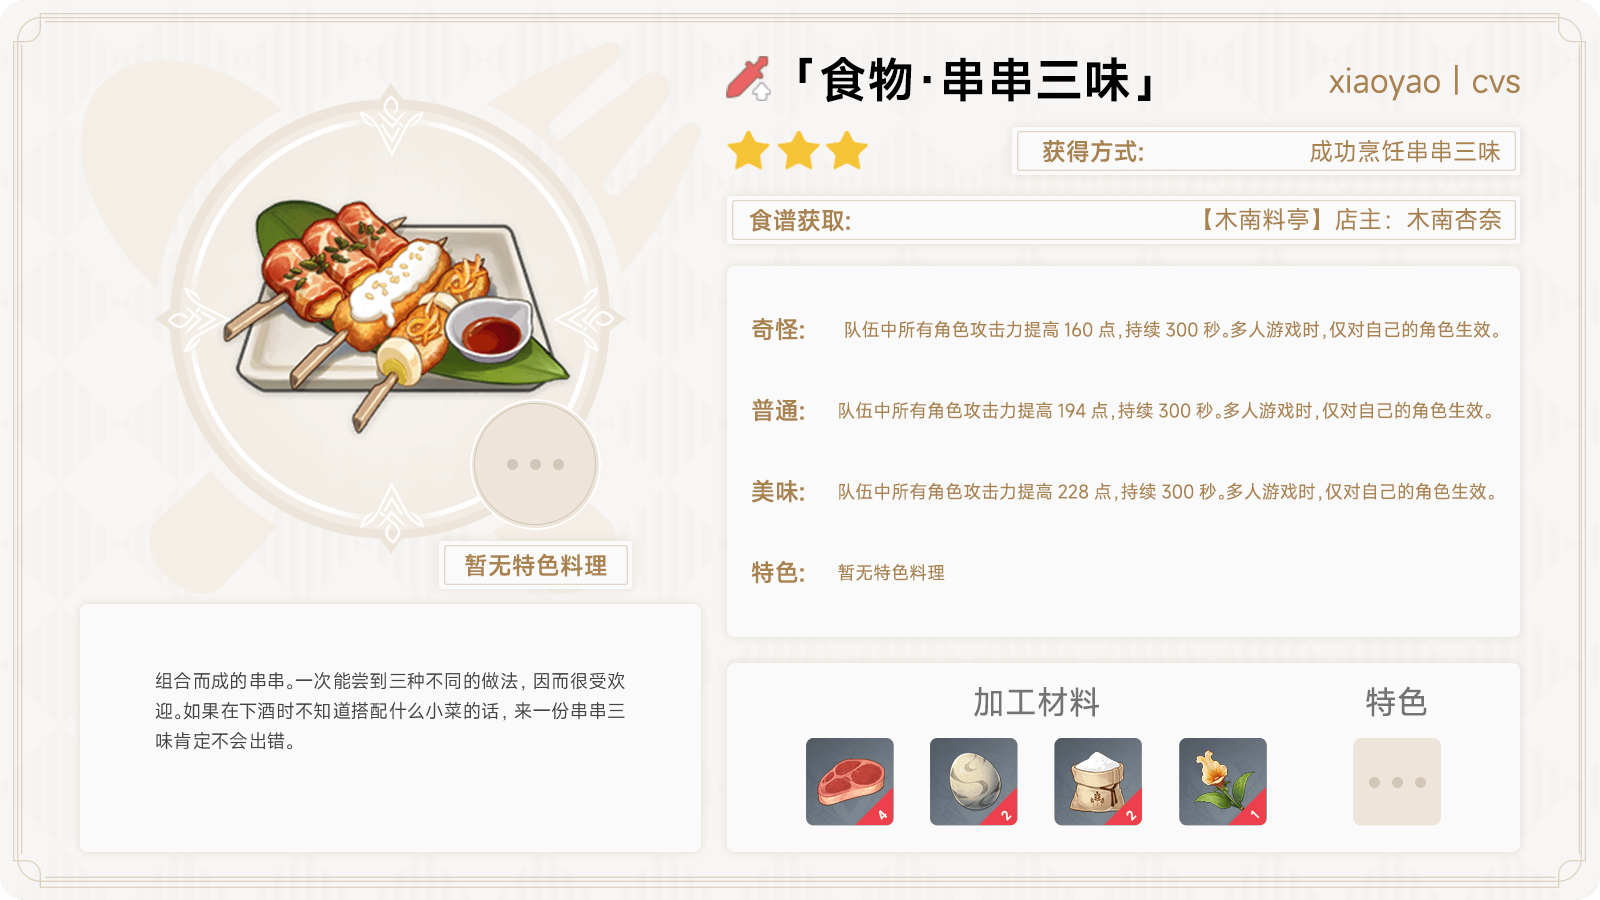 「食物·串串三味」
xiaoyao | cvs
获得方式: 成功烹饪串串三味
食谱获取: 【木南料亭】店主：木南杏奈
奇怪: 队伍中所有角色攻击力提高 160 点,持续 300 秒。多人游戏时,仅对自己的角色生效。
普通: 队伍中所有角色攻击力提高 194 点,持续 300 秒。多人游戏时,仅对自己的角色生效。
美味: 队伍中所有角色攻击力提高 228 点,持续 300 秒。多人游戏时,仅对自己的角色生效。
特色: 暂无特色料理
暂无特色料理
组合而成的串串。一次能尝到三种不同的做法，因而很受欢
迎。如果在下酒时不知道搭配什么小菜的话，来一份串串三
味肯定不会出错。
加工材料
特色
4
2
2
1